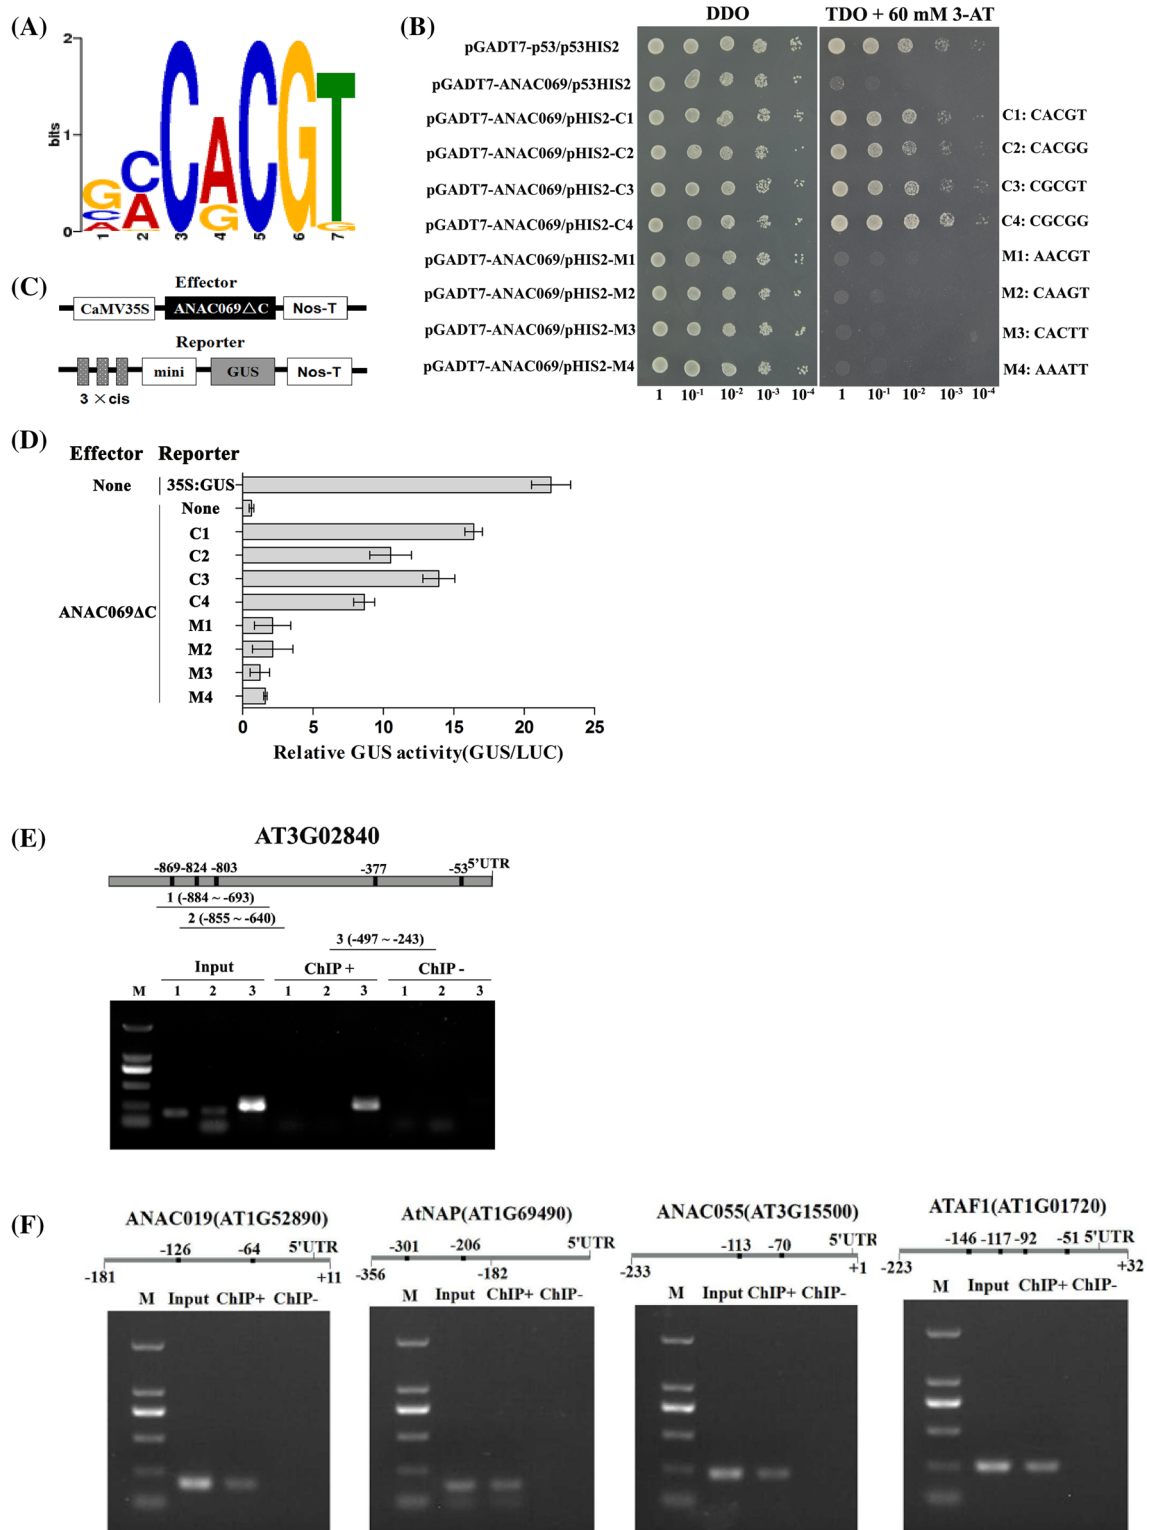 (A)
2
bits
1
0
G C A
C A
C
A G
C
G
T G
1 2 3 4 5 6 7
(B)
DDO TDO + 60 mM 3-AT
pGADT7-p53/p53HIS2
pGADT7-ANAC069/p53HIS2
pGADT7-ANAC069/pHIS2-C1 C1: CACGT
pGADT7-ANAC069/pHIS2-C2 C2: CACGG
pGADT7-ANAC069/pHIS2-C3 C3: CGCGT
pGADT7-ANAC069/pHIS2-C4 C4: CGCGG
pGADT7-ANAC069/pHIS2-M1 M1: AACGT
pGADT7-ANAC069/pHIS2-M2 M2: CAAGT
pGADT7-ANAC069/pHIS2-M3 M3: CACTT
pGADT7-ANAC069/pHIS2-M4 M4: AAATT
1 10-1 10-2 10-3 10-4 1 10-1 10-2 10-3 10-4
(C)
Effector
CaMV35S ANAC069△C Nos-T
Reporter
mini GUS Nos-T
3 ×cis
(D)
Effector Reporter
None 35S:GUS
None
C1
C2
C3
C4
ANAC069ΔC
M1
M2
M3
M4
0 5 10 15 20 25
Relative GUS activity(GUS/LUC)
(E)
AT3G02840
-869 -824 -803 -377 -53 5'UTR
1 (-884 ~ -693)
2 (-855 ~ -640)
3 (-497 ~ -243)
Input ChIP + ChIP -
M 1 2 3 1 2 3 1 2 3
(F)
ANAC019(AT1G52890)
-126 -64 5'UTR
-181 +11
M Input ChIP+ ChIP-
AtNAP(AT1G69490)
-301 -206 5'UTR
-356 -182
M Input ChIP+ ChIP-
ANAC055(AT3G15500)
-113 -70 5'UTR
-233 +1
M Input ChIP+ ChIP-
ATAF1(AT1G01720)
-146 -117 -92 -51 5'UTR
-223 +32
M Input ChIP+ ChIP-